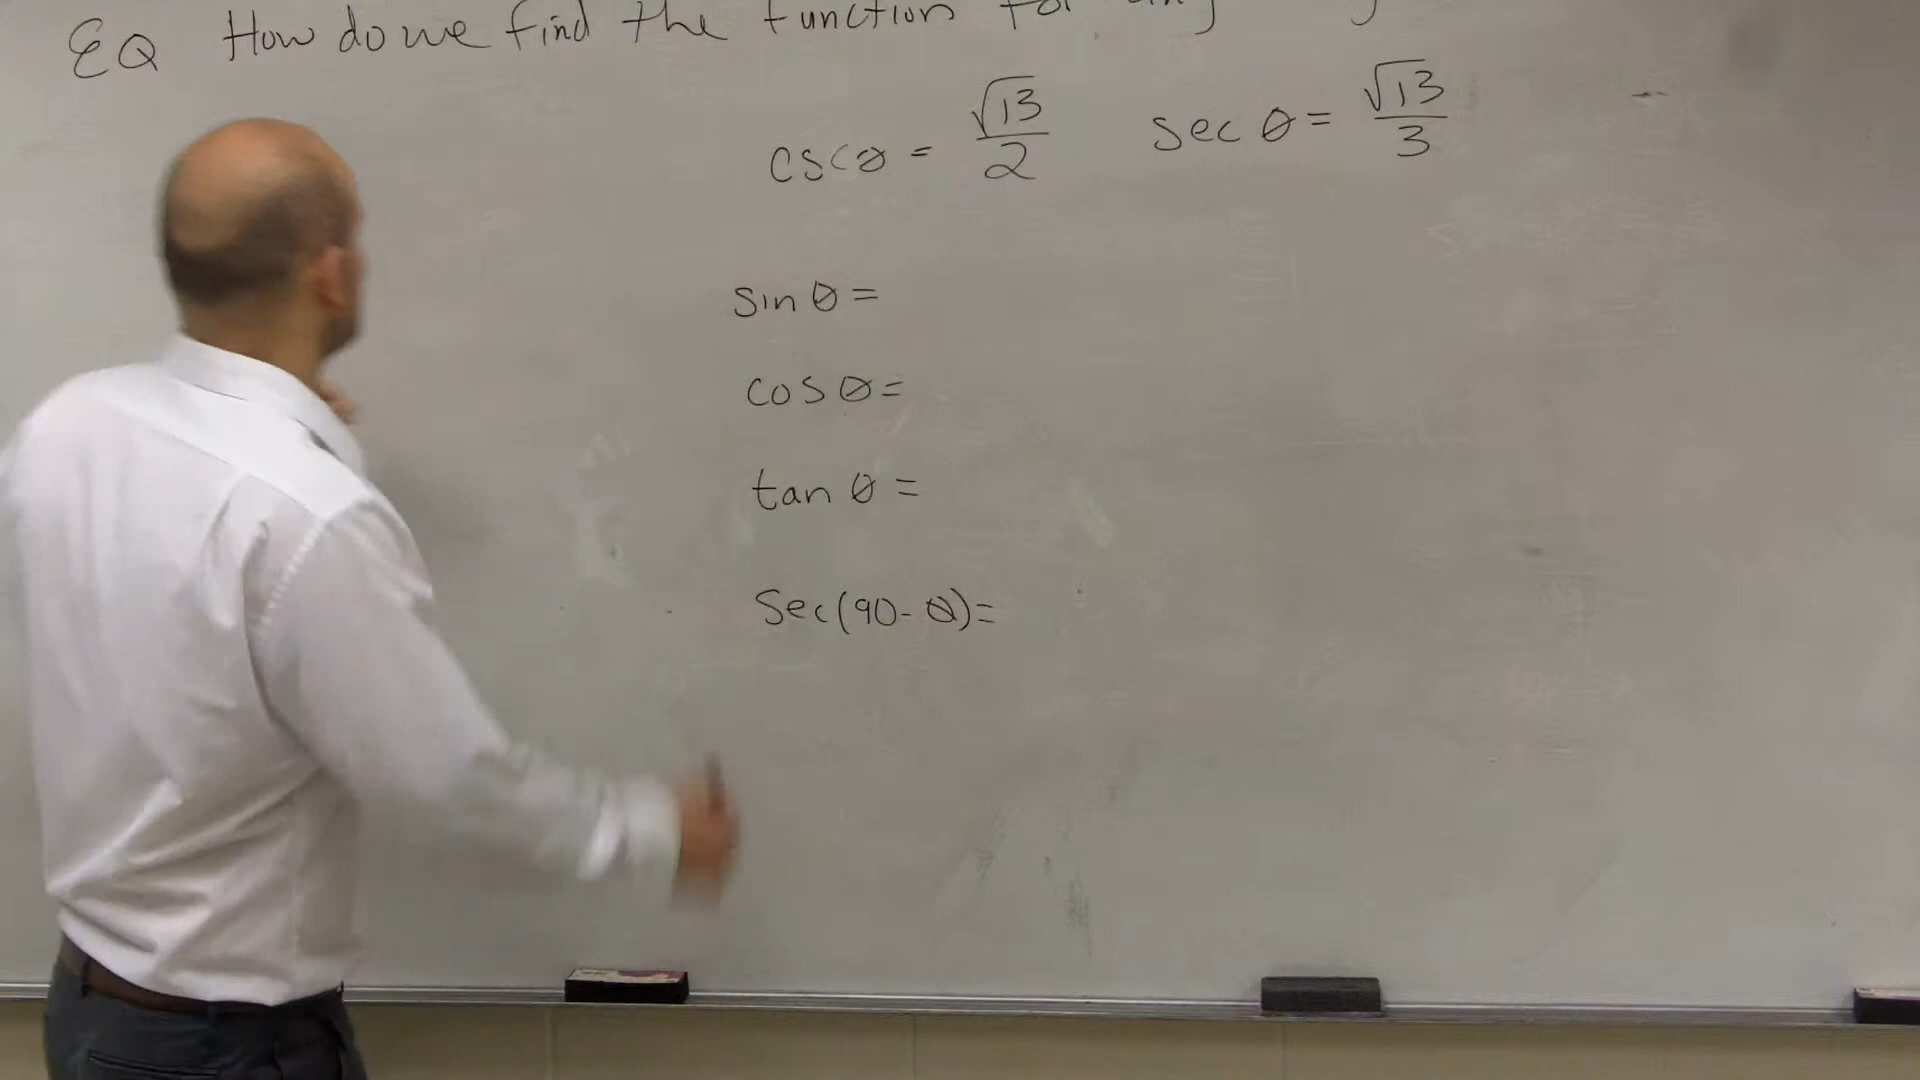 EQ How do we find the function for any
cscθ = √13/2 sec θ = √13/3
sin θ =
cos θ =
tan θ =
Sec(90-θ)=